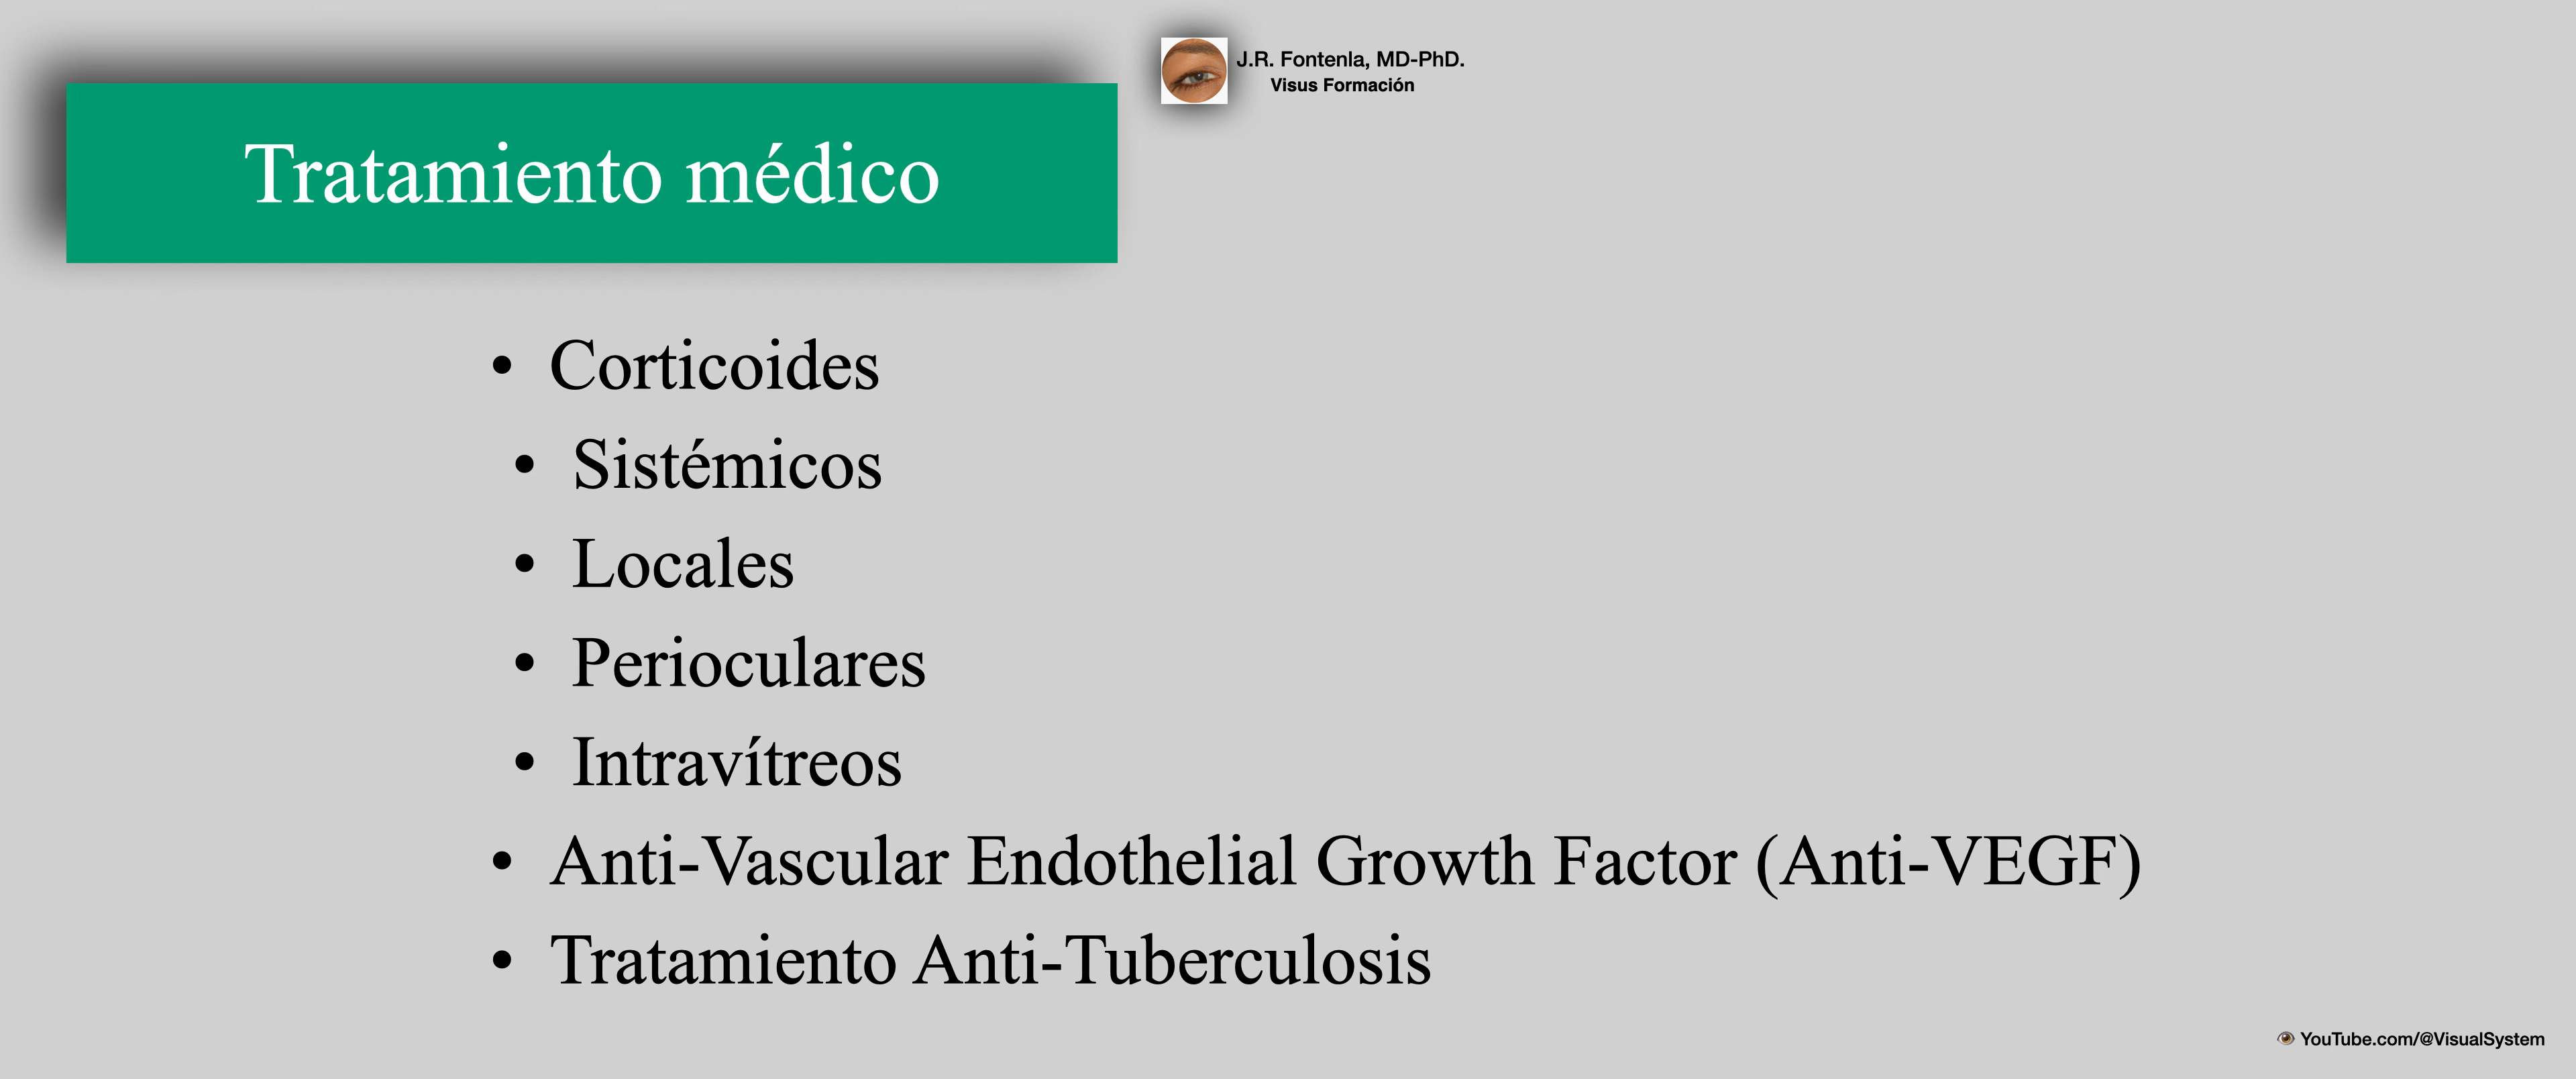 J.R. Fontenla, MD-PhD.
Visus Formación
Tratamiento médico
• Corticoides
• Sistémicos
• Locales
• Perioculares
• Intravítreos
• Anti-Vascular Endothelial Growth Factor (Anti-VEGF)
• Tratamiento Anti-Tuberculosis
YouTube.com/@VisualSystem